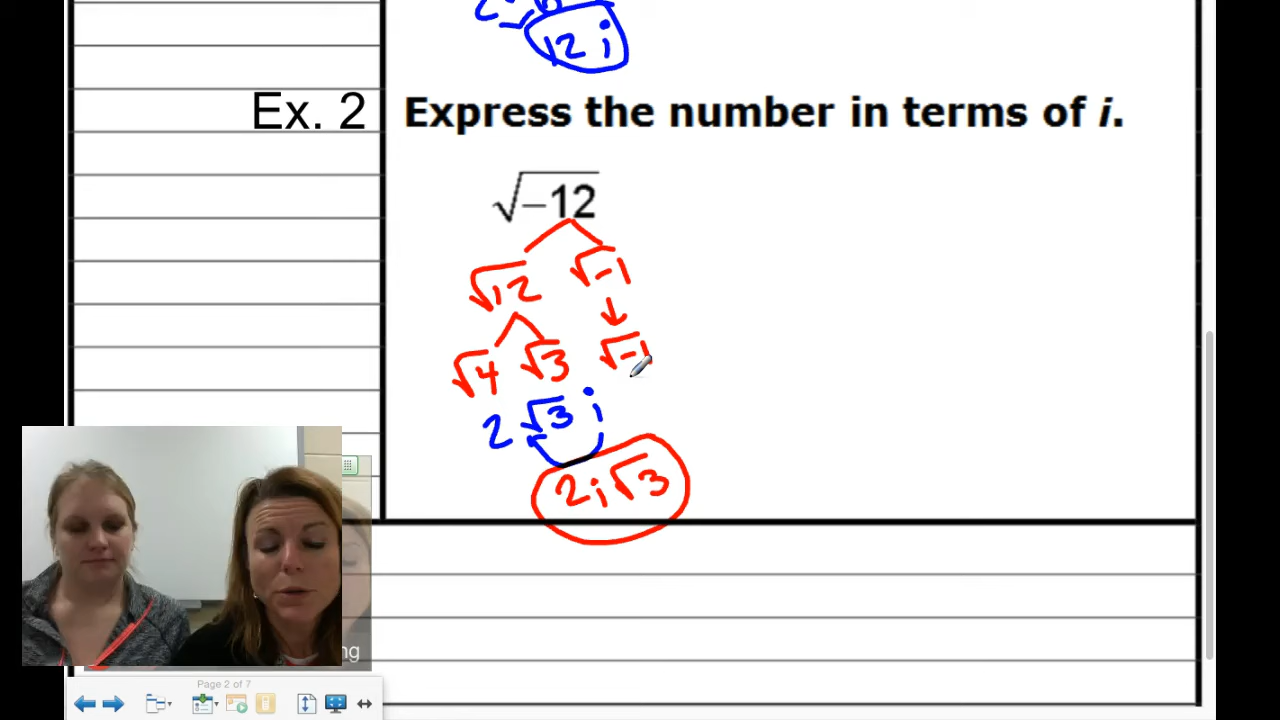 12 i
Ex. 2
Express the number in terms of i.
√-12
√12 √-1
√4 √3 √-1
2 √3 i
2i√3
ng
Page 2 of 7